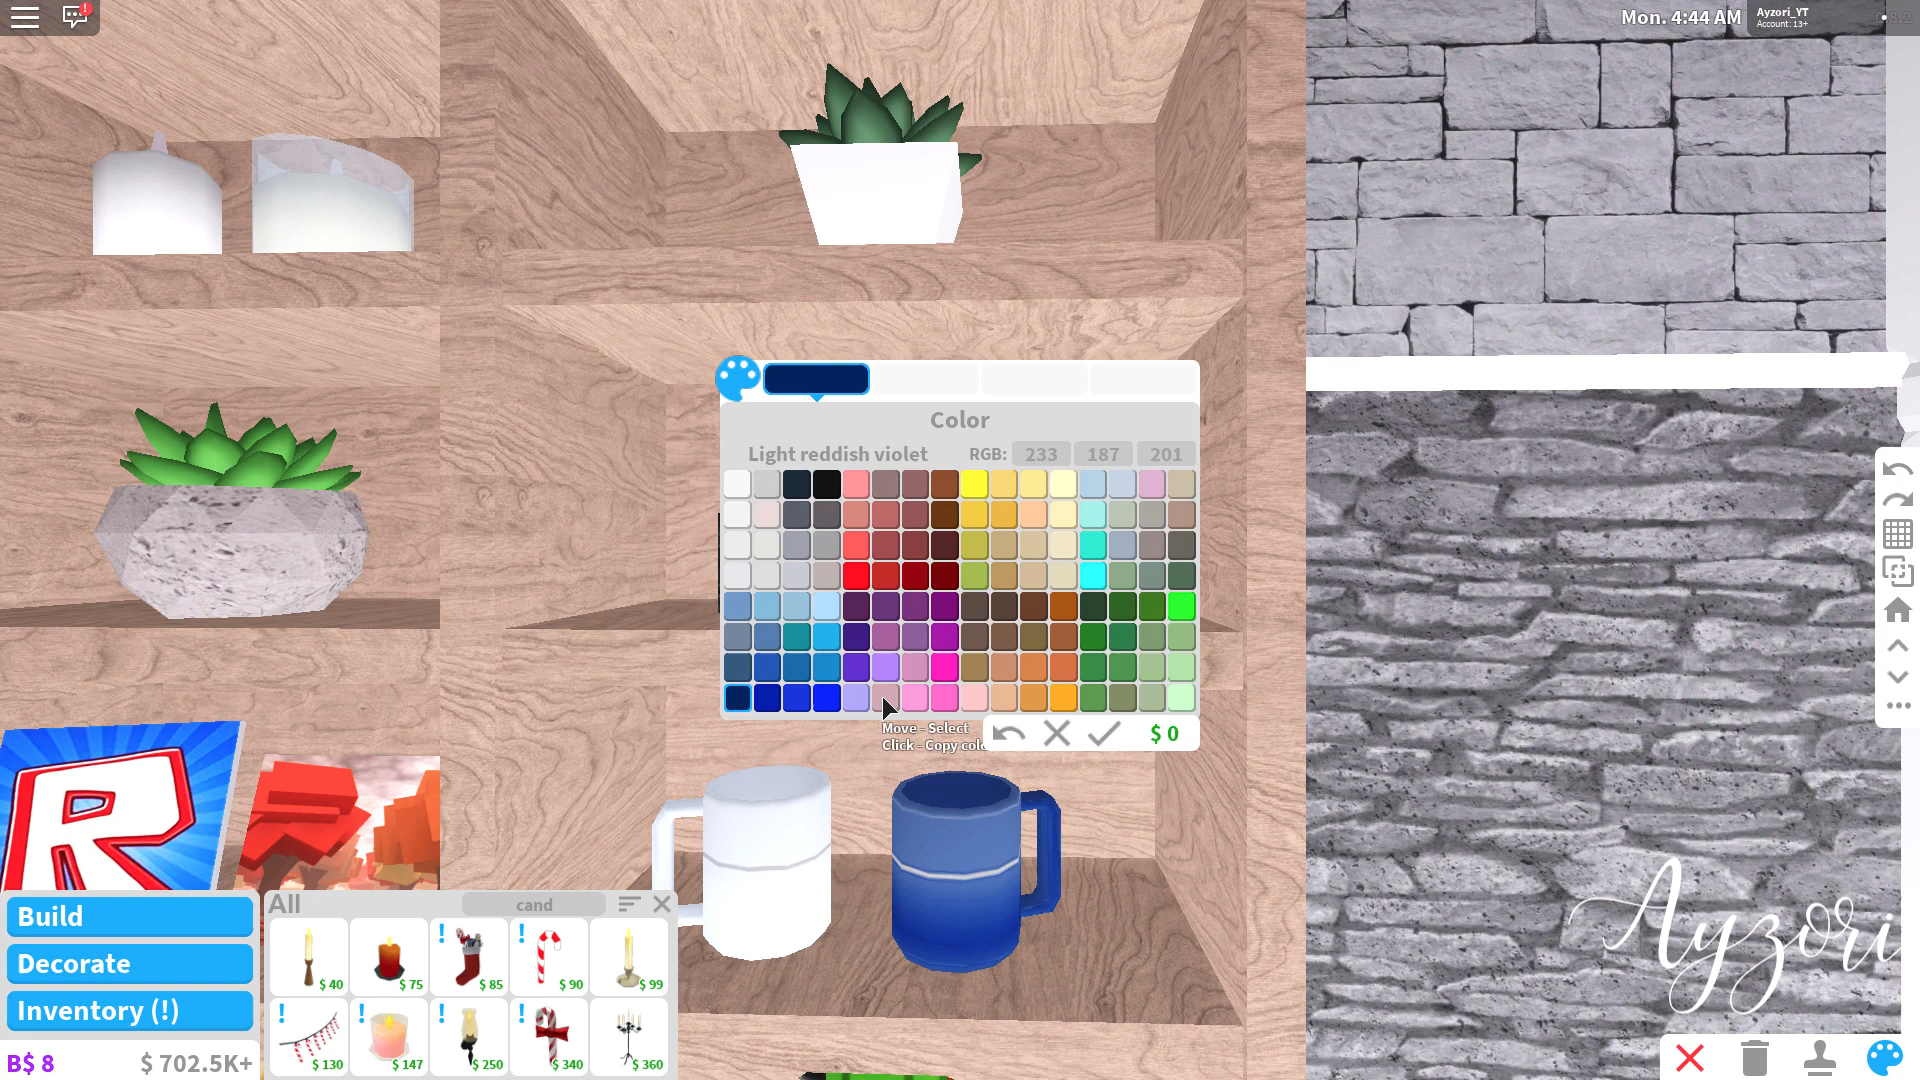 Mon. 4:44 AM
Ayzori_YT
Account: 13+
Color
Light reddish violet
RGB: 233 187 201
Move - Select
Click - Copy colo
$ 0
R
Build
Decorate
Inventory (!)
B$ 8
$ 702.5K+
All
cand
$ 40
$ 75
! $ 85
! $ 90
$ 99
! $ 130
! $ 147
! $ 250
! $ 340
$ 360
Ayzori